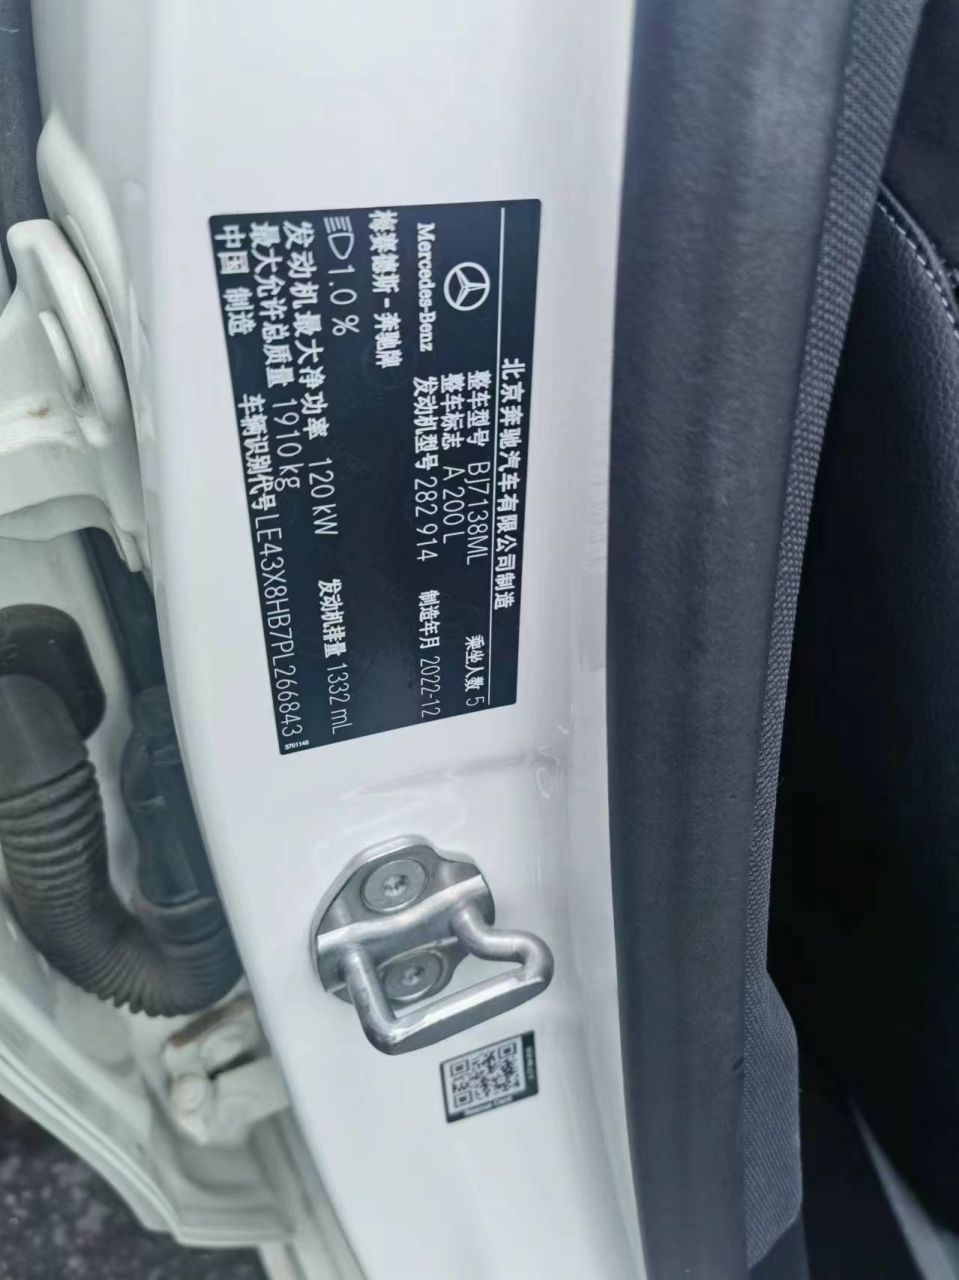 北京奔驰汽车有限公司制造
Mercedes-Benz
梅赛德斯-奔驰牌
整车型号 BJ7138ML 乘坐人数 5
整车标志 A 200 L
发动机型号 282 914 制造年月 2022-12
1.0 %
发动机最大净功率 120 kW 发动机排量 1332 mL
最大允许总质量 1910 kg
中国 制造 车辆识别代号 LE43X8HB7PL266843
3701140
Rescue Card